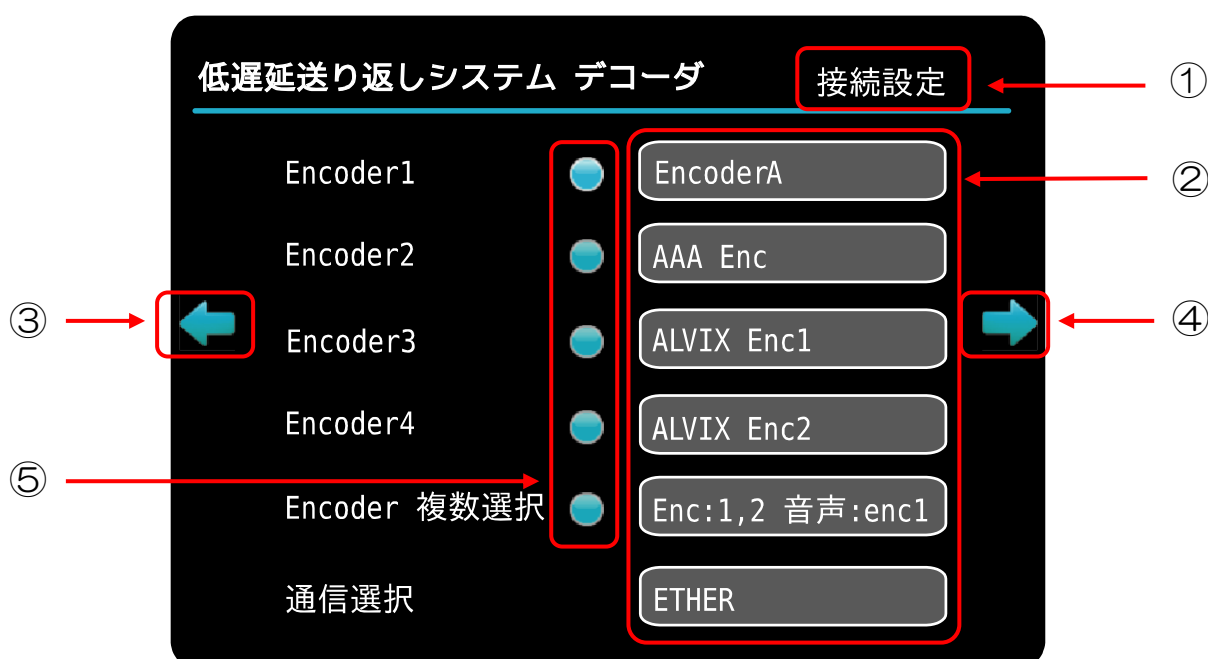 低遅延送り返しシステム デコーダ 接続設定 ①
Encoder1 EncoderA ②
Encoder2 AAA Enc
③ Encoder3 ALVIX Enc1 ④
Encoder4 ALVIX Enc2
⑤ Encoder 複数選択 Enc:1,2 音声:enc1
通信選択 ETHER